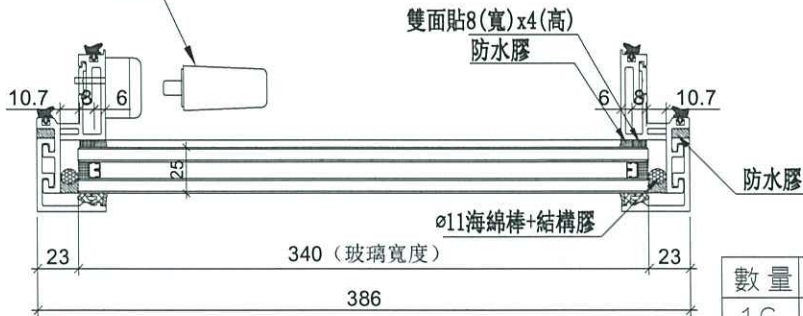 雙面貼8(寬)x4(高)
防水膠
10.7 8 6
6 8 10.7
25
防水膠
ø11海綿棒+結構膠
23 340（玻璃寬度） 23
386
數量
16